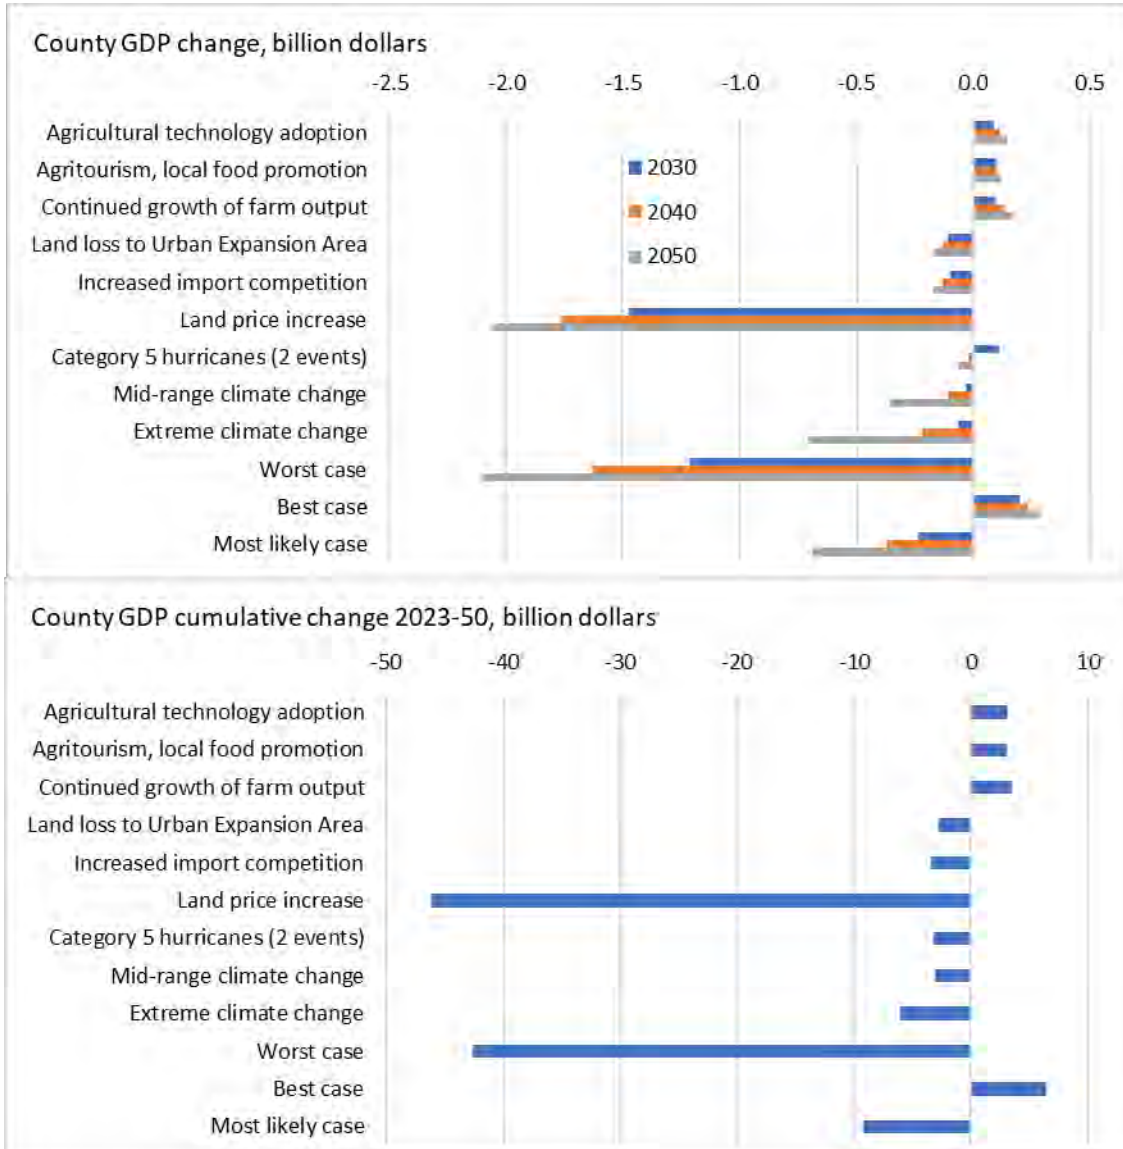 County GDP change, billion dollars
-2.5 -2.0 -1.5 -1.0 -0.5 0.0 0.5
Agricultural technology adoption
Agritourism, local food promotion
2030
Continued growth of farm output
2040
Land loss to Urban Expansion Area
2050
Increased import competition
Land price increase
Category 5 hurricanes (2 events)
Mid-range climate change
Extreme climate change
Worst case
Best case
Most likely case
County GDP cumulative change 2023-50, billion dollars
-50 -40 -30 -20 -10 0 10
Agricultural technology adoption
Agritourism, local food promotion
Continued growth of farm output
Land loss to Urban Expansion Area
Increased import competition
Land price increase
Category 5 hurricanes (2 events)
Mid-range climate change
Extreme climate change
Worst case
Best case
Most likely case